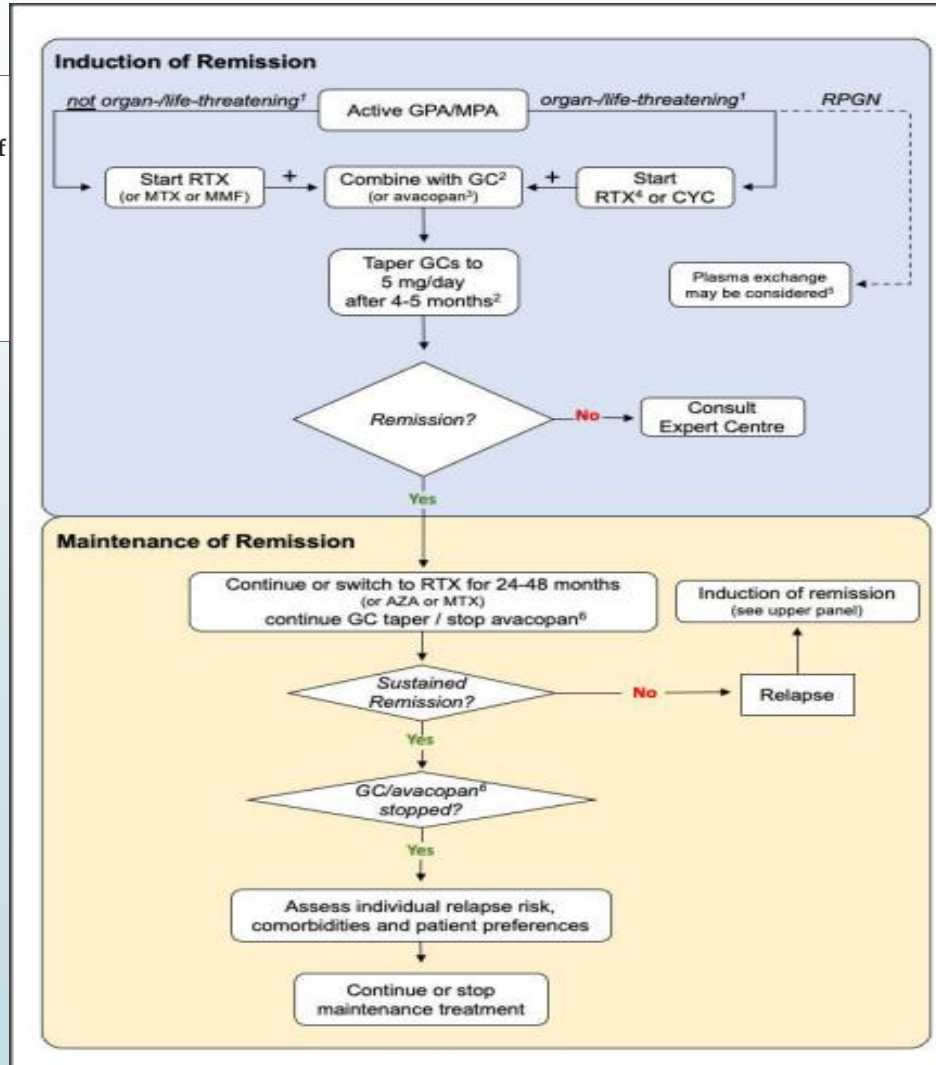 f
Induction of Remission
not organ-/life-threatening¹
Active GPA/MPA
organ-/life-threatening¹
RPGN
Start RTX
(or MTX or MMF)
+
Combine with GC²
(or avacopan³)
+
Start
RTX⁴ or CYC
Taper GCs to
5 mg/day
after 4-5 months²
Plasma exchange
may be considered⁵
Remission?
No
Consult
Expert Centre
Yes
Maintenance of Remission
Continue or switch to RTX for 24-48 months
(or AZA or MTX)
continue GC taper / stop avacopan⁶
Induction of remission
(see upper panel)
Sustained
Remission?
No
Relapse
Yes
GC/avacopan⁶
stopped?
Yes
Assess individual relapse risk,
comorbidities and patient preferences
Continue or stop
maintenance treatment